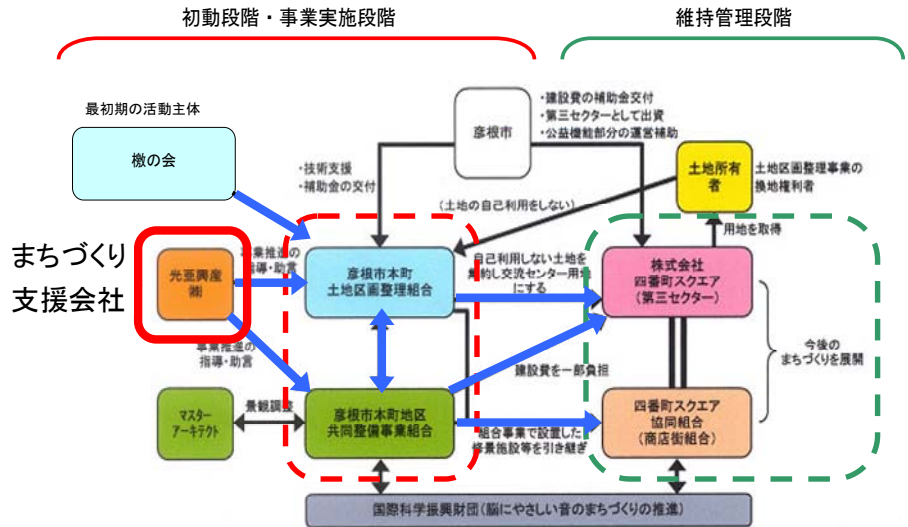 初動段階・事業実施段階
維持管理段階
最初期の活動主体
檄の会
彦根市
・建設費の補助金交付
・第三セクターとして出資
・公益機能部分の運営補助
・技術支援
・補助金の交付
土地所有
者
土地区画整理事業の
換地権利者
(土地の自己利用をしない)
用地を取得
まちづくり
支援会社
光亜興産
㈱
事業推進の
指導・助言
彦根市本町
土地区画整理組合
自己利用しない土地を
集約し交流センター用地
にする
株式会社
四番町スクエア
(第三セクター)
事業推進の
指導・助言
建設費を一部負担
今後の
まちづくりを展開
マスター
アーキテクト
景観調整
彦根市本町地区
共同整備事業組合
組合事業で設置した
修景施設等を引き継ぎ
四番町スクエア
協同組合
(商店街組合)
国際科学振興財団(脳にやさしい音のまちづくりの推進)